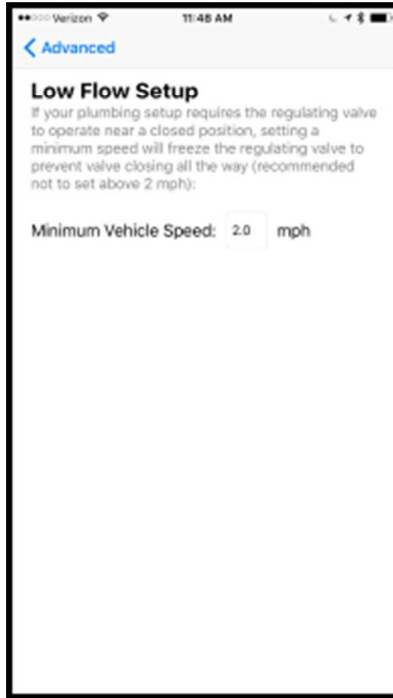 Verizon 11:48 AM
Advanced
Low Flow Setup
If your plumbing setup requires the regulating valve
to operate near a closed position, setting a
minimum speed will freeze the regulating valve to
prevent valve closing all the way (recommended
not to set above 2 mph):
Minimum Vehicle Speed: 2.0 mph